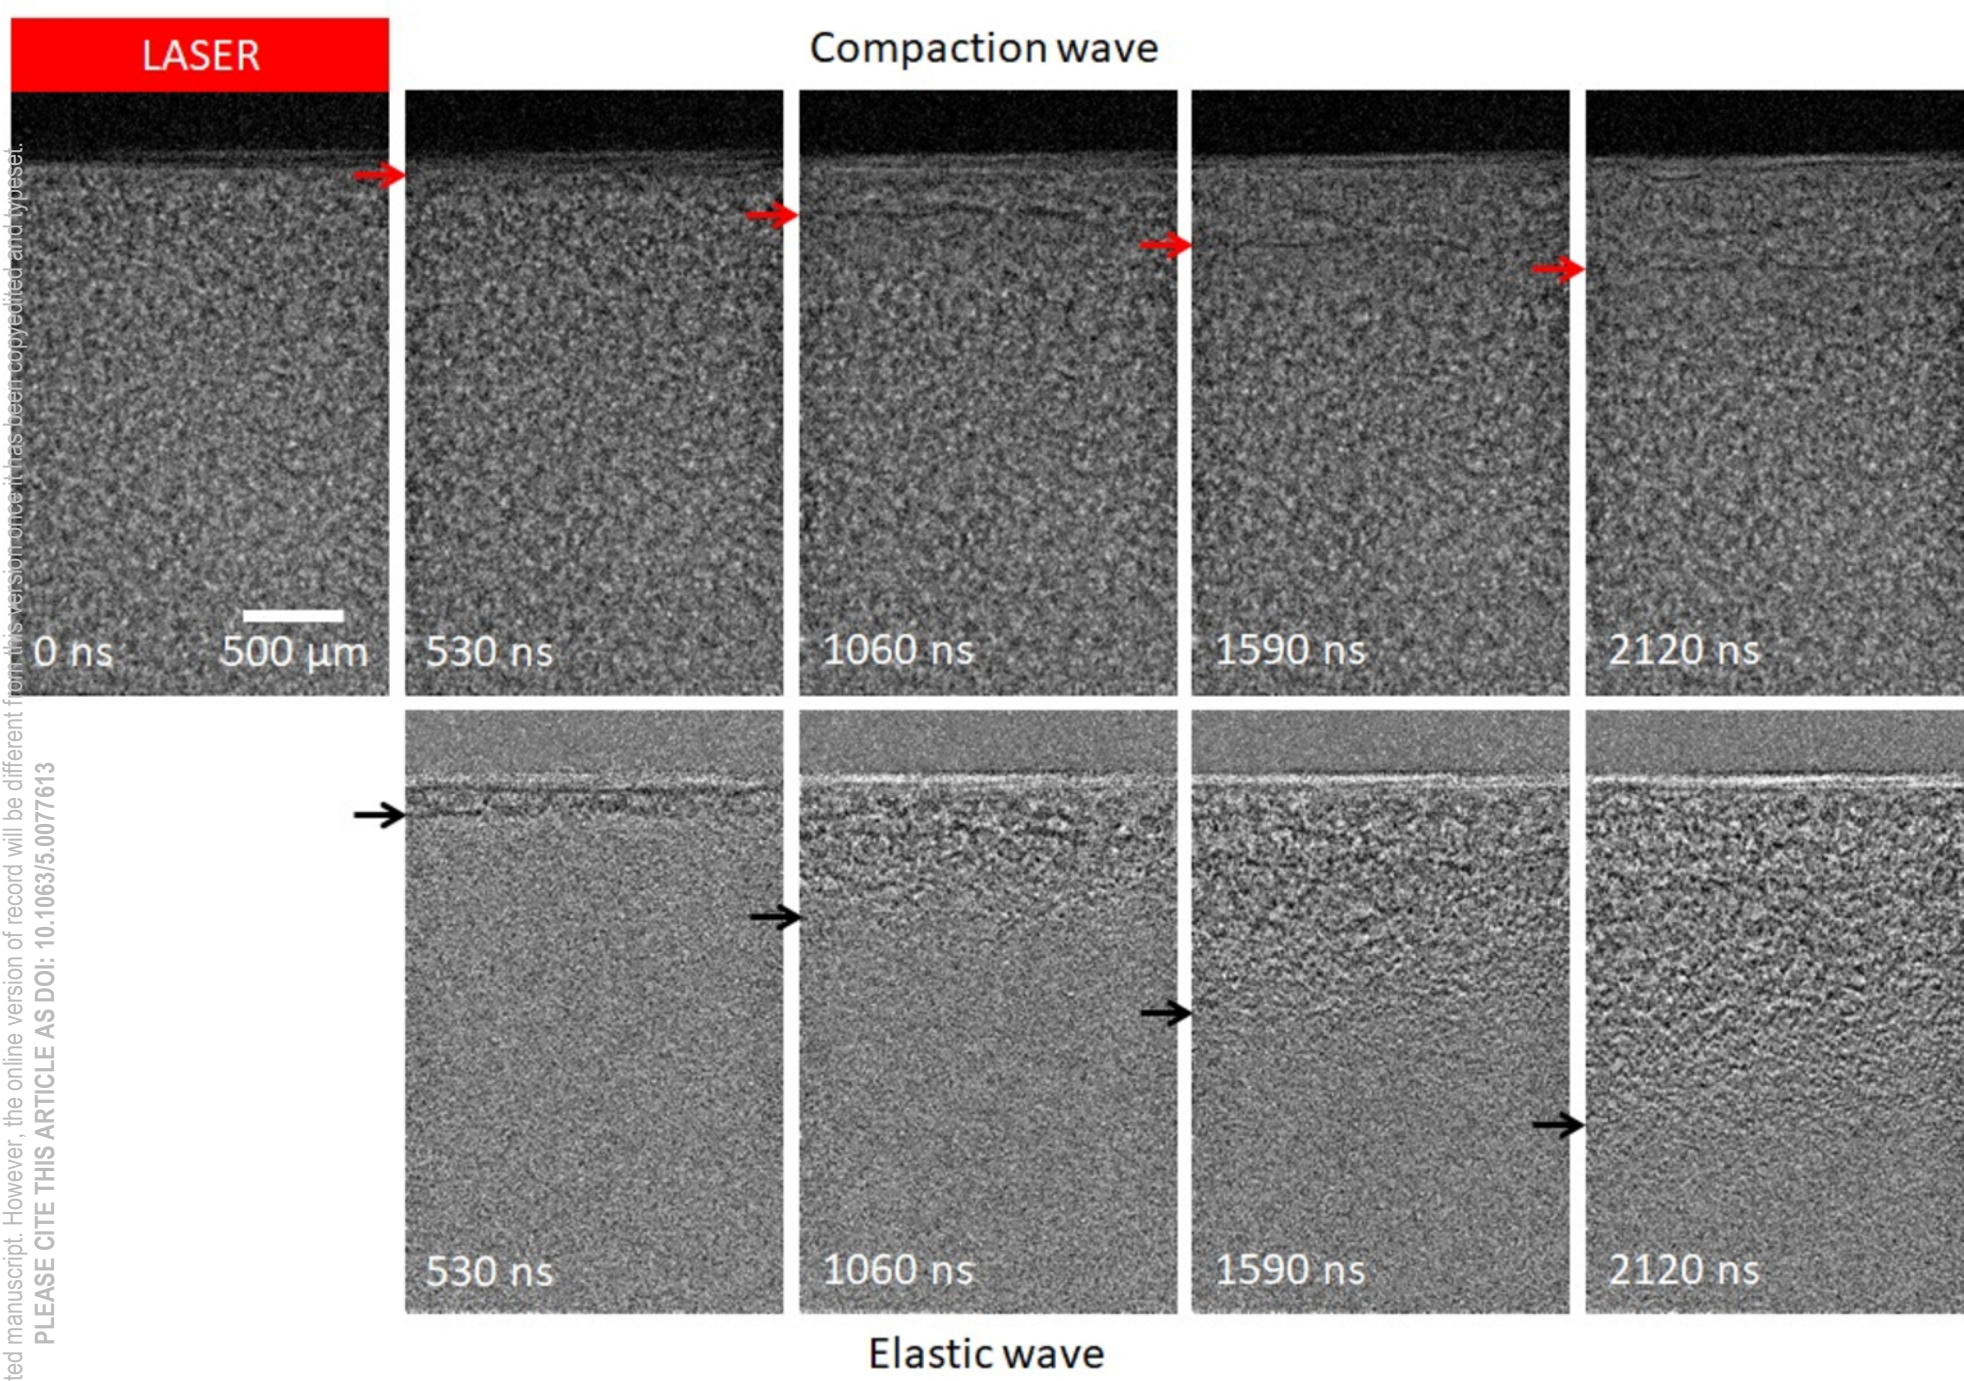 LASER
Compaction wave
0 ns
500 µm
530 ns
1060 ns
1590 ns
2120 ns
530 ns
1060 ns
1590 ns
2120 ns
Elastic wave
ted manuscript. However, the online version of record will be different from this version once it has been copyedited and typeset.
PLEASE CITE THIS ARTICLE AS DOI: 10.1063/5.0077613